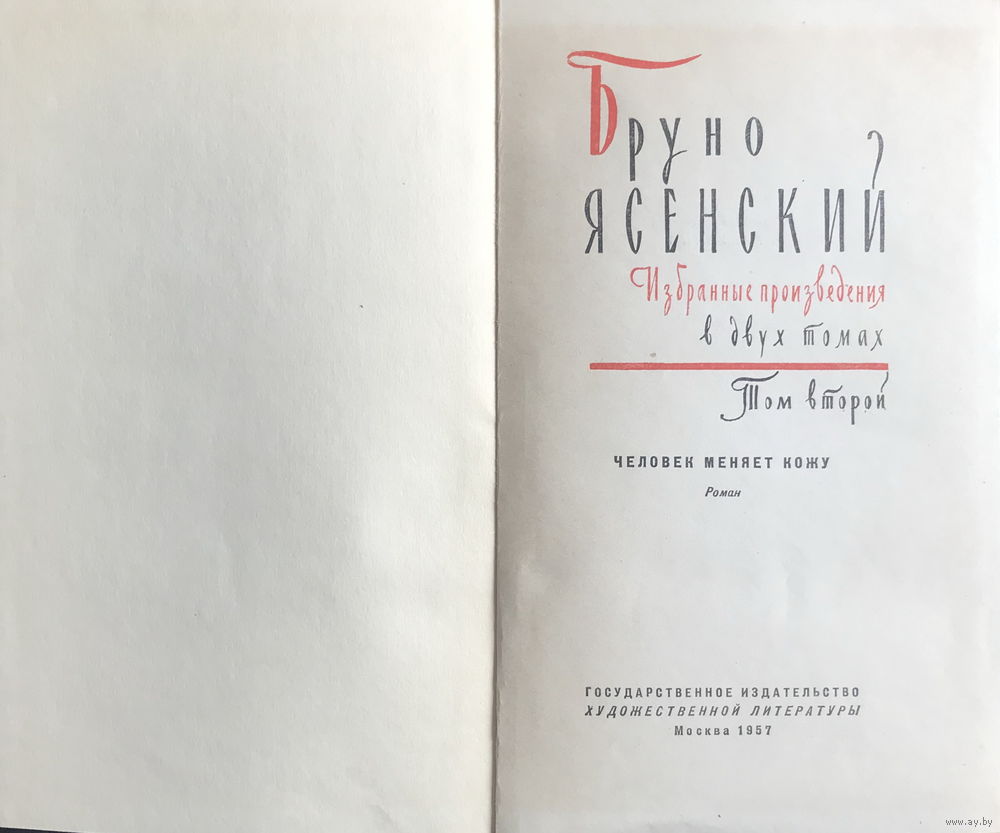 Бруно
Ясенский
Избранные произведения
в двух томах
Том второй
ЧЕЛОВЕК МЕНЯЕТ КОЖУ
Роман
ГОСУДАРСТВЕННОЕ ИЗДАТЕЛЬСТВО
ХУДОЖЕСТВЕННОЙ ЛИТЕРАТУРЫ
Москва 1957
www.ay.by